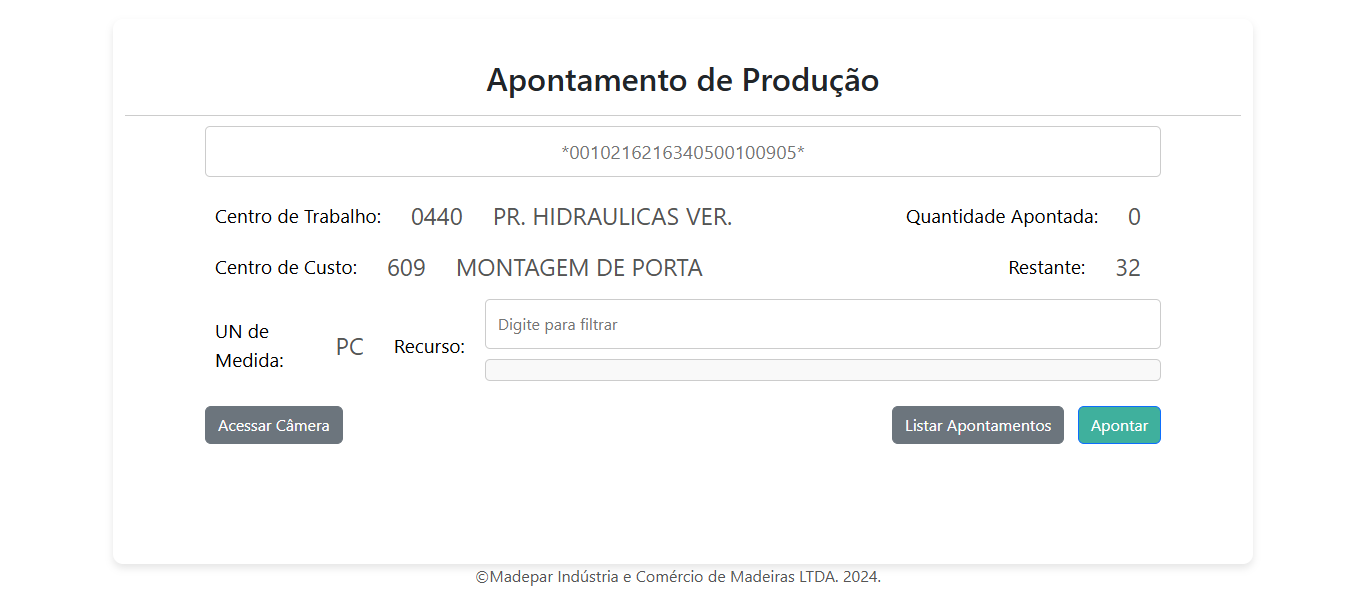 Apontamento de Produção
*0010216216340500100905*
Centro de Trabalho: 0440 PR. HIDRAULICAS VER. Quantidade Apontada: 0
Centro de Custo: 609 MONTAGEM DE PORTA Restante: 32
UN de
Medida: PC Recurso: Digite para filtrar
Acessar Câmera Listar Apontamentos Apontar
©Madepar Indústria e Comércio de Madeiras LTDA. 2024.